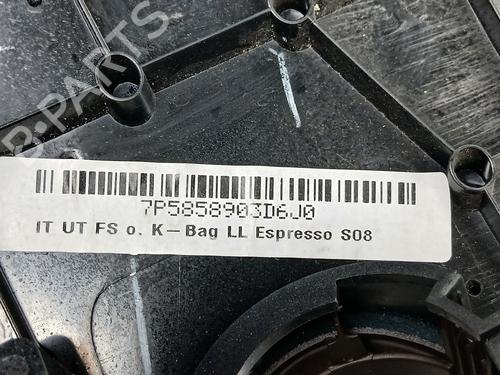 B-PARTS
7P5858903D6J0
IT UT FS o. K-Bag LL Espresso S08